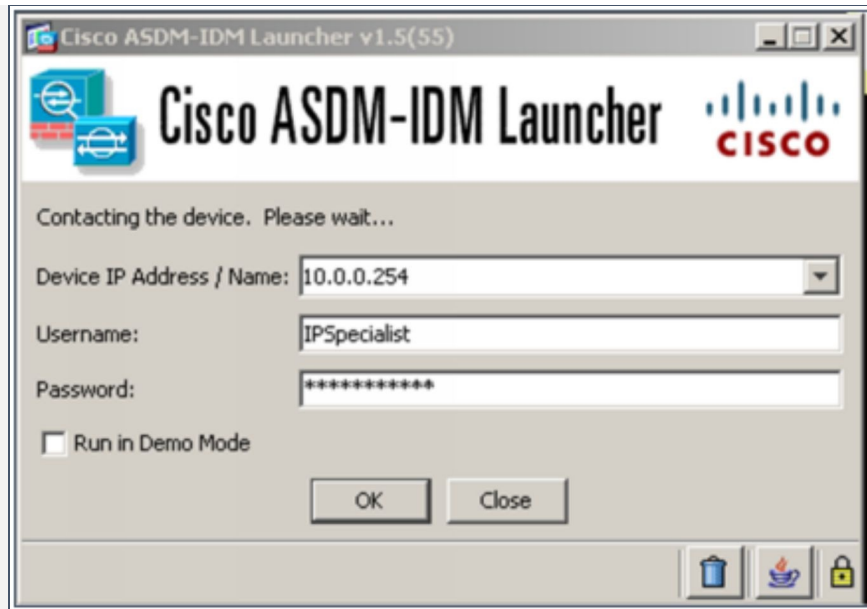 Cisco ASDM-IDM Launcher v1.5(55)
Cisco ASDM-IDM Launcher
CISCO
Contacting the device. Please wait...
Device IP Address / Name: 10.0.0.254
Username: IPSpecialist
Password: ***********
Run in Demo Mode
OK Close